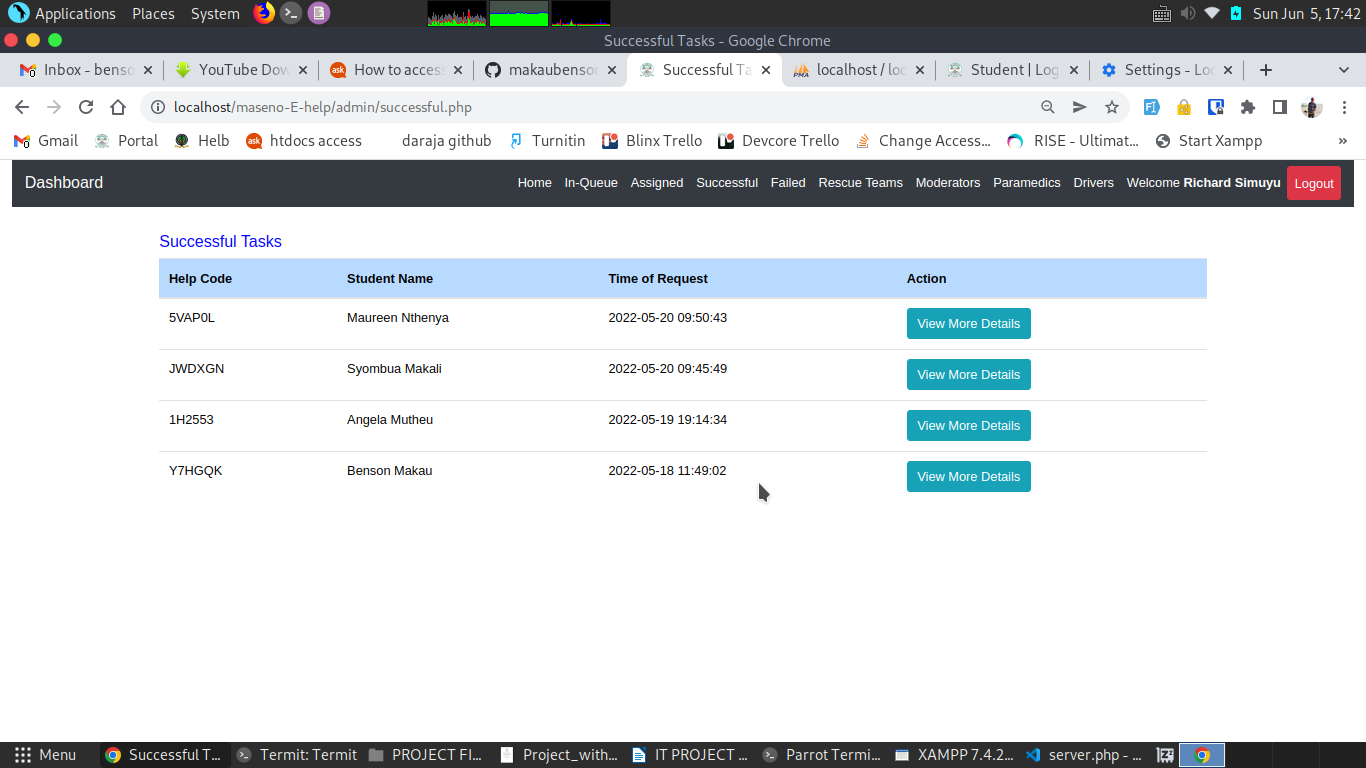 Applications Places System Sun Jun 5, 17:42
Successful Tasks - Google Chrome
Inbox - benso YouTube Dow How to acces makaubenson Successful Ta localhost / loc Student | Log Settings - Loc
localhost/maseno-E-help/admin/successful.php
Gmail Portal Helb htdocs access daraja github Turnitin Blinx Trello Devcore Trello Change Access... RISE - Ultimat... Start Xampp »
Dashboard Home In-Queue Assigned Successful Failed Rescue Teams Moderators Paramedics Drivers Welcome Richard Simuyu Logout
Successful Tasks
Help Code Student Name Time of Request Action
5VAP0L Maureen Nthenya 2022-05-20 09:50:43 View More Details
JWDXGN Syombua Makali 2022-05-20 09:45:49 View More Details
1H2553 Angela Mutheu 2022-05-19 19:14:34 View More Details
Y7HGQK Benson Makau 2022-05-18 11:49:02 View More Details
Menu Successful T... Termit: Termit PROJECT FI... Project_with... IT PROJECT ... Parrot Termi... XAMPP 7.4.2... server.php - ...